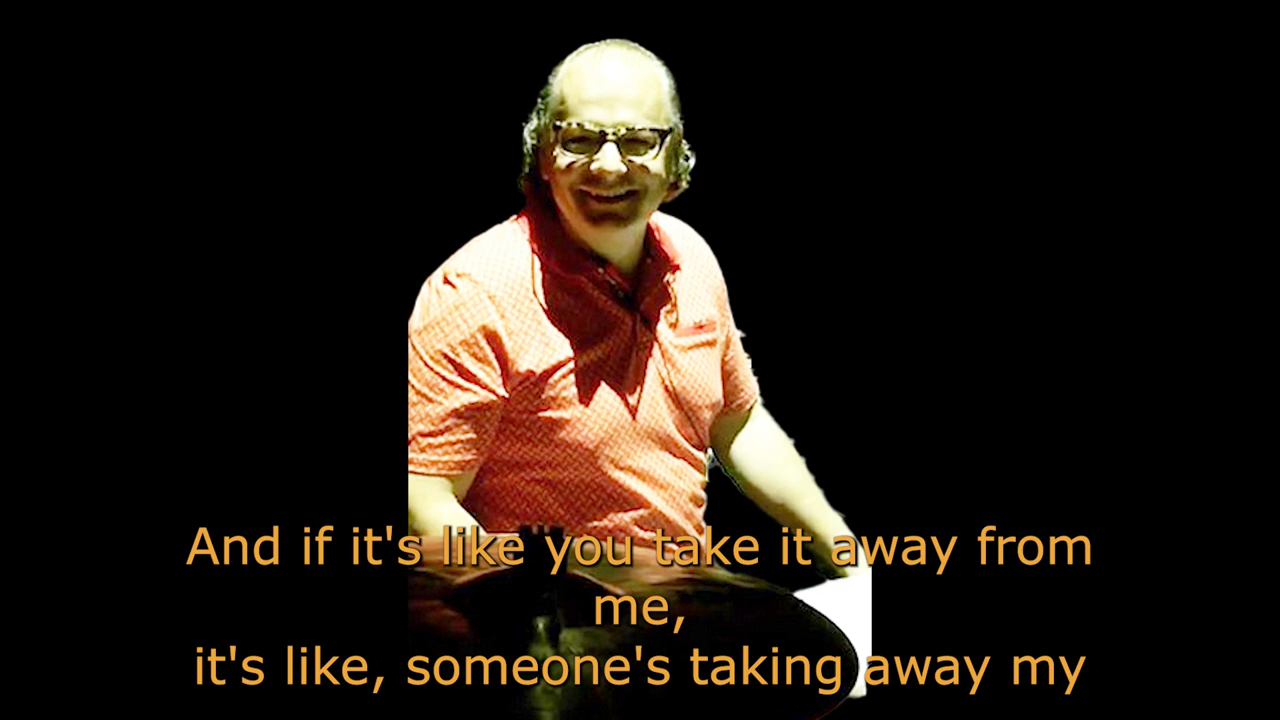 And if it's like you take it away from
me,
it's like, someone's taking away my